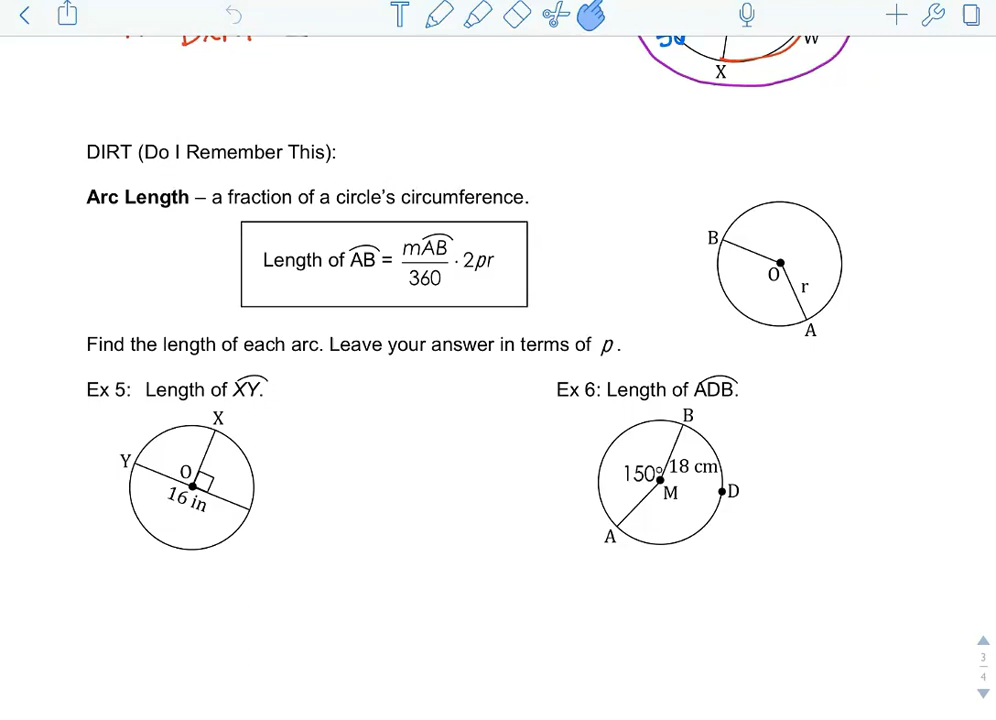 W
X
DIRT (Do I Remember This):
Arc Length – a fraction of a circle's circumference.
Length of AB = mAB/360 · 2pr
B
O
r
A
Find the length of each arc. Leave your answer in terms of p.
Ex 5: Length of XY.
X
Y
O
16 in
Ex 6: Length of ADB.
B
150°
18 cm
M
D
A
3
4